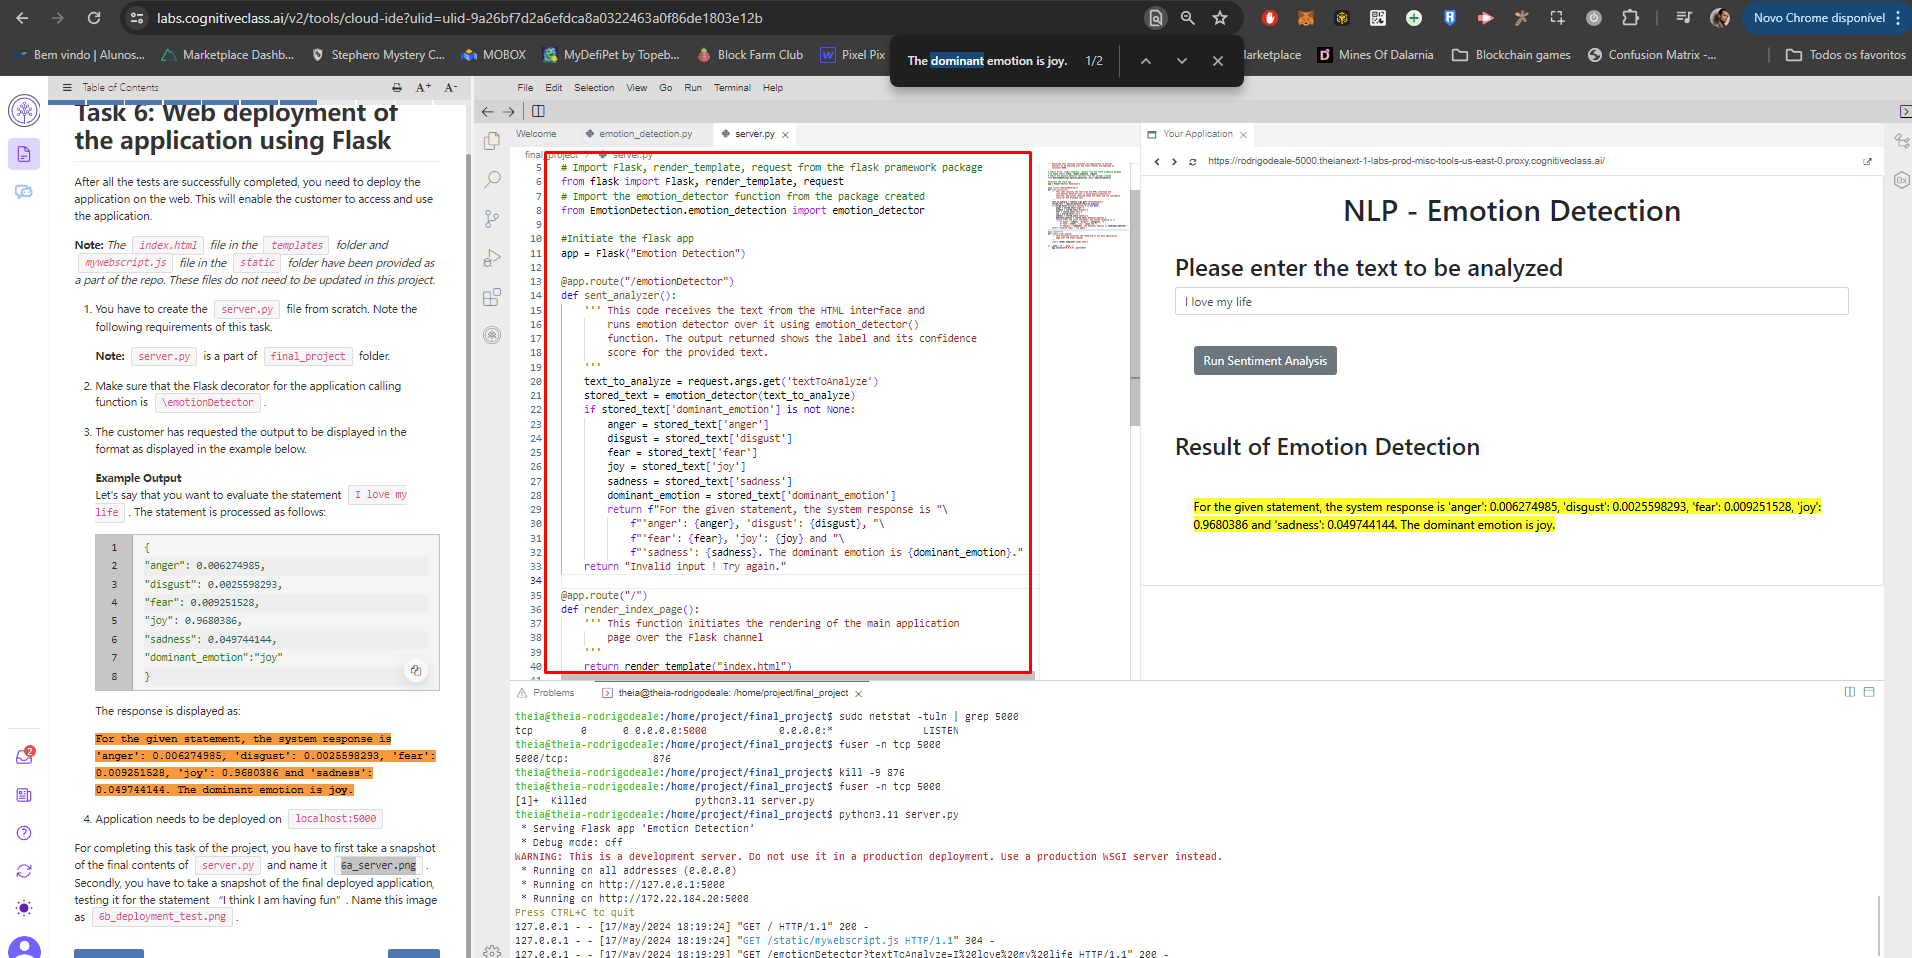 labs.cognitiveclass.ai/v2/tools/cloud-ide?ulid=ulid-9a26bf7d2a6efdca8a0322463a0f86de1803e12b
Novo Chrome disponível
Bem vindo | Alunos...
Marketplace Dashb...
Stephero Mystery C...
MOBOX
MyDefiPet by Topeb...
Block Farm Club
Pixel Pix
The dominant emotion is joy.
1/2
larketplace
Mines Of Dalarnia
Blockchain games
Confusion Matrix -...
Todos os favoritos
Table of Contents
A+ A-
Task 6: Web deployment of
the application using Flask
After all the tests are successfully completed, you need to deploy the
application on the web. This will enable the customer to access and use
the application.
Note: The index.html file in the templates folder and
mywebscript.js file in the static folder have been provided as
a part of the repo. These files do not need to be updated in this project.
1. You have to create the server.py file from scratch. Note the
following requirements of this task.
Note: server.py is a part of final_project folder.
2. Make sure that the Flask decorator for the application calling
function is \emotionDetector .
3. The customer has requested the output to be displayed in the
format as displayed in the example below.
Example Output
Let's say that you want to evaluate the statement I love my
life . The statement is processed as follows:
1 {
2 "anger": 0.006274985,
3 "disgust": 0.0025598293,
4 "fear": 0.009251528,
5 "joy": 0.9680386,
6 "sadness": 0.049744144,
7 "dominant_emotion":"joy"
8 }
The response is displayed as:
For the given statement, the system response is
'anger': 0.006274985, 'disgust': 0.0025598293, 'fear':
0.009251528, 'joy': 0.9680386 and 'sadness':
0.049744144. The dominant emotion is joy.
4. Application needs to be deployed on localhost:5000
For completing this task of the project, you have to first take a snapshot
of the final contents of server.py and name it 6a_server.png .
Secondly, you have to take a snapshot of the final deployed application,
testing it for the statement "I think I am having fun" . Name this image
as 6b_deployment_test.png .
2
File Edit Selection View Go Run Terminal Help
Welcome
emotion_detection.py
server.py
final_project
server.py
5 # Import Flask, render_template, request from the flask pramework package
6 from flask import Flask, render_template, request
7 # Import the emotion_detector function from the package created
8 from EmotionDetection.emotion_detection import emotion_detector
9
10 #Initiate the flask app
11 app = Flask("Emotion Detection")
12
13 @app.route("/emotionDetector")
14 def sent_analyzer():
15 ''' This code receives the text from the HTML interface and
16 runs emotion detector over it using emotion_detector()
17 function. The output returned shows the label and its confidence
18 score for the provided text.
19 '''
20 text_to_analyze = request.args.get('textToAnalyze')
21 stored_text = emotion_detector(text_to_analyze)
22 if stored_text['dominant_emotion'] is not None:
23 anger = stored_text['anger']
24 disgust = stored_text['disgust']
25 fear = stored_text['fear']
26 joy = stored_text['joy']
27 sadness = stored_text['sadness']
28 dominant_emotion = stored_text['dominant_emotion']
29 return f"For the given statement, the system response is "\
30 f"'anger': {anger}, 'disgust': {disgust}, "\
31 f"'fear': {fear}, 'joy': {joy} and "\
32 f"'sadness': {sadness}. The dominant emotion is {dominant_emotion}."
33 return "Invalid input ! Try again."
34
35 @app.route("/")
36 def render_index_page():
37 ''' This function initiates the rendering of the main application
38 page over the Flask channel
39 '''
40 return render_template("index.html")
Your Application
https://rodrigodeale-5000.theianext-1-labs-prod-misc-tools-us-east-0.proxy.cognitiveclass.ai/
NLP - Emotion Detection
Please enter the text to be analyzed
I love my life
Run Sentiment Analysis
Result of Emotion Detection
For the given statement, the system response is 'anger': 0.006274985, 'disgust': 0.0025598293, 'fear': 0.009251528, 'joy':
0.9680386 and 'sadness': 0.049744144. The dominant emotion is joy.
Problems
theia@theia-rodrigodeale: /home/project/final_project
theia@theia-rodrigodeale:/home/project/final_project$ sudo netstat -tuln | grep 5000
tcp 0 0 0.0.0.0:5000 0.0.0.0:* LISTEN
theia@theia-rodrigodeale:/home/project/final_project$ fuser -n tcp 5000
5000/tcp: 876
theia@theia-rodrigodeale:/home/project/final_project$ kill -9 876
theia@theia-rodrigodeale:/home/project/final_project$ fuser -n tcp 5000
[1]+ Killed python3.11 server.py
theia@theia-rodrigodeale:/home/project/final_project$ python3.11 server.py
* Serving Flask app 'Emotion Detection'
* Debug mode: off
WARNING: This is a development server. Do not use it in a production deployment. Use a production WSGI server instead.
* Running on all addresses (0.0.0.0)
* Running on http://127.0.0.1:5000
* Running on http://172.22.184.20:5000
Press CTRL+C to quit
127.0.0.1 - - [17/May/2024 18:19:24] "GET / HTTP/1.1" 200 -
127.0.0.1 - - [17/May/2024 18:19:24] "GET /static/mywebscript.js HTTP/1.1" 304 -
127.0.0.1 - - [17/May/2024 18:19:29] "GET /emotionDetector?textToAnalyze=I%20love%20my%20life HTTP/1.1" 200 -